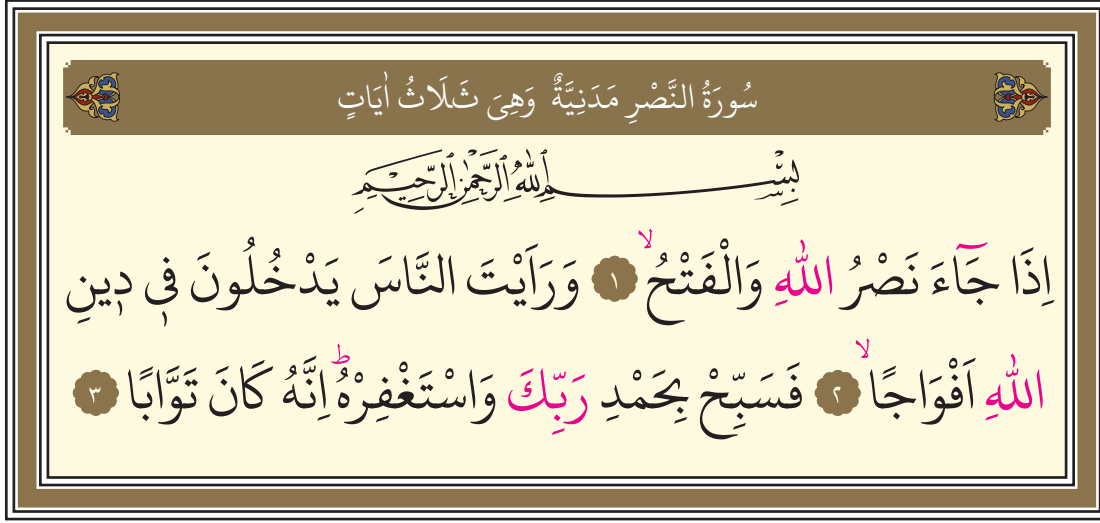 سُورَةُ النَّصْرِ مَدَنِيَّةٌ وَهِىَ ثَلَاثُ اٰيَاتٍ
بِسْــــــمِ اللّٰهِ الرَّحْمٰنِ الرَّحِيمِ
اِذَا جَٓاءَ نَصْرُ اللّٰهِ وَالْفَتْحُۙ ١ وَرَاَيْتَ النَّاسَ يَدْخُلُونَ ف۪ى د۪ينِ
اللّٰهِ اَفْوَاجًاۙ ٢ فَسَبِّحْ بِحَمْدِ رَبِّكَ وَاسْتَغْفِرْهُۜ اِنَّهُ كَانَ تَوَّابًا ٣